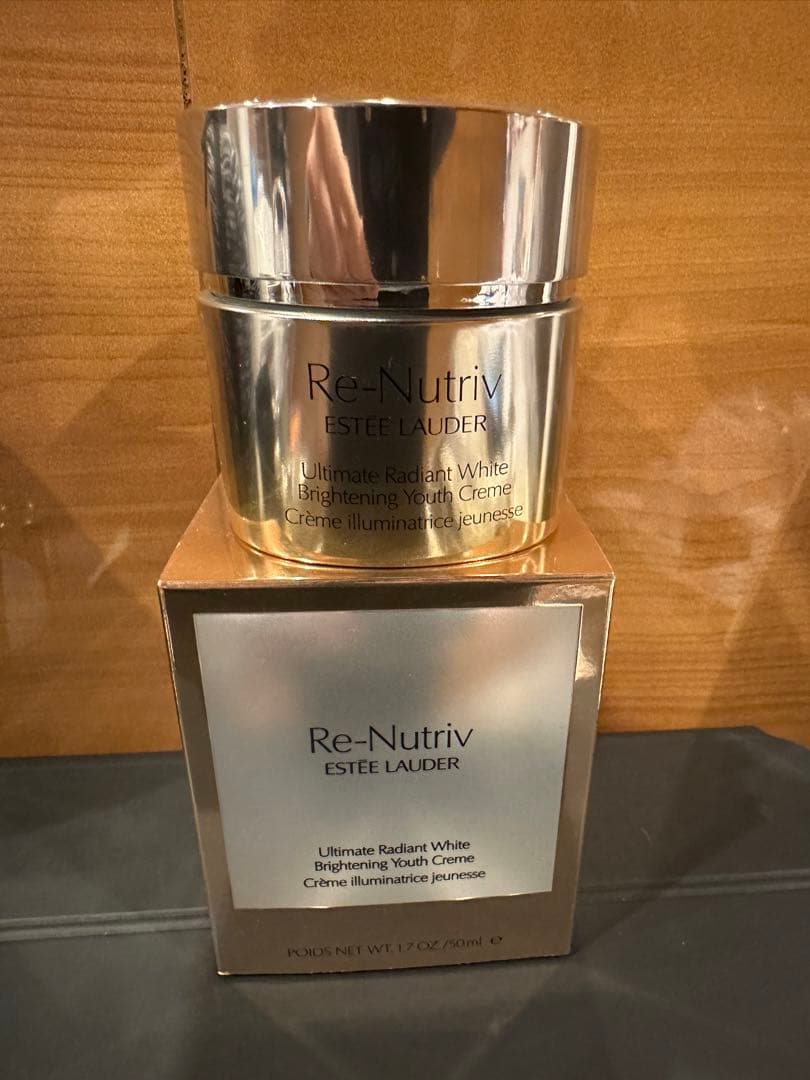 Re-Nutriv
ESTĒE LAUDER
Ultimate Radiant White
Brightening Youth Creme
Crème illuminatrice jeunesse
Re-Nutriv
ESTĒE LAUDER
Ultimate Radiant White
Brightening Youth Creme
Crème illuminatrice jeunesse
POIDS NET WT. 1.7 OZ./50 ml ℮